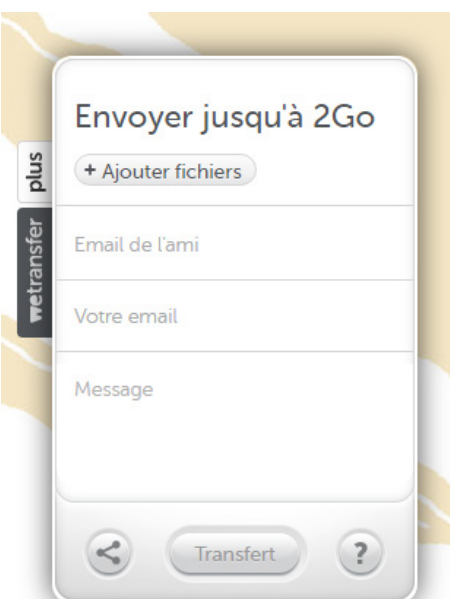 Envoyer jusqu'à 2Go
+ Ajouter fichiers
plus
wetransfer
Email de l'ami
Votre email
Message
Transfert
?